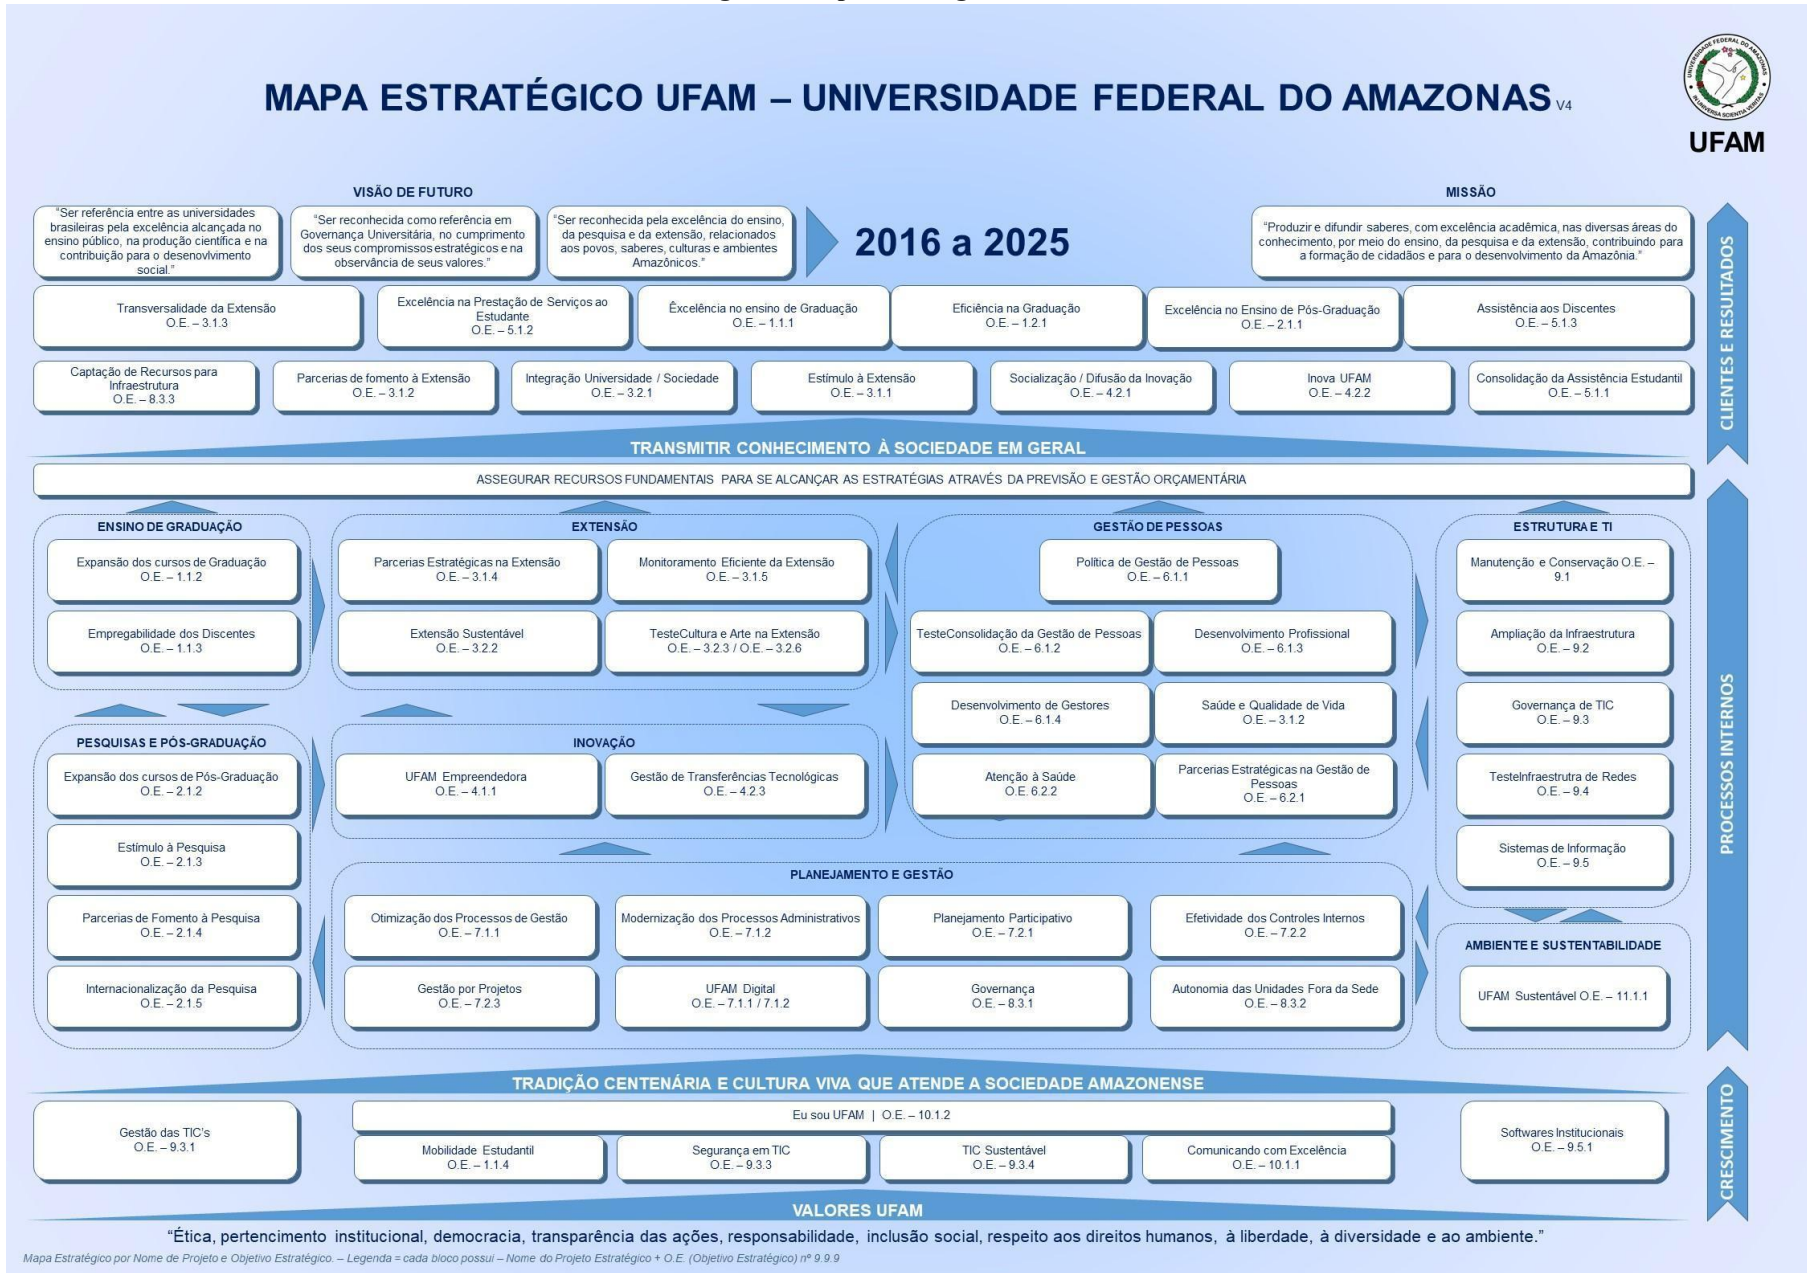 MAPA ESTRATÉGICO UFAM – UNIVERSIDADE FEDERAL DO AMAZONAS V4
UNIVERSIDADE FEDERAL DO AMAZONAS
IN UNIVERSA SCIENTIA VERITAS
UFAM
VISÃO DE FUTURO
MISSÃO
“Ser referência entre as universidades
brasileiras pela excelência alcançada no
ensino público, na produção científica e na
contribuição para o desenovlvimento
social.”
“Ser reconhecida como referência em
Governança Universitária, no cumprimento
dos seus compromissos estratégicos e na
observância de seus valores.”
“Ser reconhecida pela excelência do ensino,
da pesquisa e da extensão, relacionados
aos povos, saberes, culturas e ambientes
Amazônicos.”
2016 a 2025
“Produzir e difundir saberes, com excelência acadêmica, nas diversas áreas do
conhecimento, por meio do ensino, da pesquisa e da extensão, contribuindo para
a formação de cidadãos e para o desenvolvimento da Amazônia.”
CLIENTES E RESULTADOS
Transversalidade da Extensão
O.E. – 3.1.3
Excelência na Prestação de Serviços ao
Estudante
O.E. – 5.1.2
Êxcelência no ensino de Graduação
O.E. – 1.1.1
Eficiência na Graduação
O.E. – 1.2.1
Excelência no Ensino de Pós-Graduação
O.E. – 2.1.1
Assistência aos Discentes
O.E. – 5.1.3
Captação de Recursos para
Infraestrutura
O.E. – 8.3.3
Parcerias de fomento à Extensão
O.E. – 3.1.2
Integração Universidade / Sociedade
O.E. – 3.2.1
Estímulo à Extensão
O.E. – 3.1.1
Socialização / Difusão da Inovação
O.E. – 4.2.1
Inova UFAM
O.E. – 4.2.2
Consolidação da Assistência Estudantil
O.E. – 5.1.1
TRANSMITIR CONHECIMENTO À SOCIEDADE EM GERAL
ASSEGURAR RECURSOS FUNDAMENTAIS PARA SE ALCANÇAR AS ESTRATÉGIAS ATRAVÉS DA PREVISÃO E GESTÃO ORÇAMENTÁRIA
PROCESSOS INTERNOS
ENSINO DE GRADUAÇÃO
Expansão dos cursos de Graduação
O.E. – 1.1.2
Empregabilidade dos Discentes
O.E. – 1.1.3
EXTENSÃO
Parcerias Estratégicas na Extensão
O.E. – 3.1.4
Monitoramento Eficiente da Extensão
O.E. – 3.1.5
Extensão Sustentável
O.E. – 3.2.2
TesteCultura e Arte na Extensão
O.E. – 3.2.3 / O.E. – 3.2.6
GESTÃO DE PESSOAS
Política de Gestão de Pessoas
O.E. – 6.1.1
TesteConsolidação da Gestão de Pessoas
O.E. – 6.1.2
Desenvolvimento Profissional
O.E. – 6.1.3
Desenvolvimento de Gestores
O.E. – 6.1.4
Saúde e Qualidade de Vida
O.E. – 3.1.2
Atenção à Saúde
O.E. 6.2.2
Parcerias Estratégicas na Gestão de
Pessoas
O.E. – 6.2.1
ESTRUTURA E TI
Manutenção e Conservação O.E. –
9.1
Ampliação da Infraestrutura
O.E. – 9.2
Governança de TIC
O.E. – 9.3
TesteInfraestrutra de Redes
O.E. – 9.4
Sistemas de Informação
O.E. – 9.5
PESQUISAS E PÓS-GRADUAÇÃO
Expansão dos cursos de Pós-Graduação
O.E. – 2.1.2
Estímulo à Pesquisa
O.E. – 2.1.3
Parcerias de Fomento à Pesquisa
O.E. – 2.1.4
Internacionalização da Pesquisa
O.E. – 2.1.5
INOVAÇÃO
UFAM Empreendedora
O.E. – 4.1.1
Gestão de Transferências Tecnológicas
O.E. – 4.2.3
PLANEJAMENTO E GESTÃO
Otimização dos Processos de Gestão
O.E. – 7.1.1
Modernização dos Processos Administrativos
O.E. – 7.1.2
Planejamento Participativo
O.E. – 7.2.1
Efetividade dos Controles Internos
O.E. – 7.2.2
Gestão por Projetos
O.E. – 7.2.3
UFAM Digital
O.E. – 7.1.1 / 7.1.2
Governança
O.E. – 8.3.1
Autonomia das Unidades Fora da Sede
O.E. – 8.3.2
AMBIENTE E SUSTENTABILIDADE
UFAM Sustentável O.E. – 11.1.1
TRADIÇÃO CENTENÁRIA E CULTURA VIVA QUE ATENDE A SOCIEDADE AMAZONENSE
CRESCIMENTO
Gestão das TIC’s
O.E. – 9.3.1
Eu sou UFAM | O.E. – 10.1.2
Mobilidade Estudantil
O.E. – 1.1.4
Segurança em TIC
O.E. – 9.3.3
TIC Sustentável
O.E. – 9.3.4
Comunicando com Excelência
O.E. – 10.1.1
Softwares Institucionais
O.E. – 9.5.1
VALORES UFAM
“Ética, pertencimento institucional, democracia, transparência das ações, responsabilidade, inclusão social, respeito aos direitos humanos, à liberdade, à diversidade e ao ambiente.”
Mapa Estratégico por Nome de Projeto e Objetivo Estratégico. – Legenda = cada bloco possui – Nome do Projeto Estratégico + O.E. (Objetivo Estratégico) nº 9.9.9